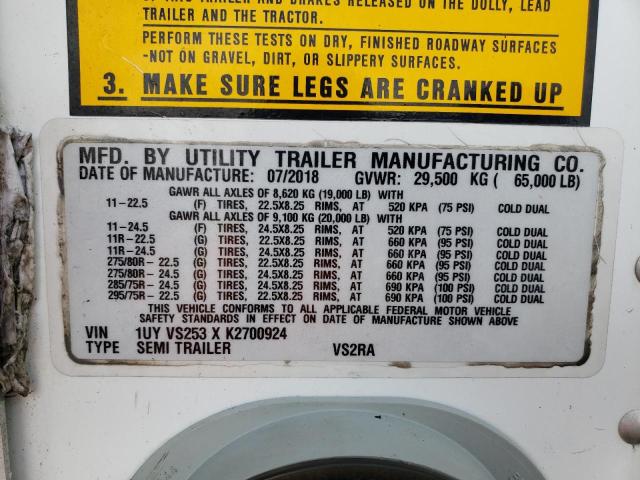 OF THIS TRAILER AND BRAKES RELEASED ON THE DOLLY, LEAD
TRAILER AND THE TRACTOR.
PERFORM THESE TESTS ON DRY, FINISHED ROADWAY SURFACES
-NOT ON GRAVEL, DIRT, OR SLIPPERY SURFACES.
3. MAKE SURE LEGS ARE CRANKED UP
MFD. BY UTILITY TRAILER MANUFACTURING CO.
DATE OF MANUFACTURE: 07/2018 GVWR: 29,500 KG ( 65,000 LB)
GAWR ALL AXLES OF 8,620 KG (19,000 LB) WITH
11-22.5 (F) TIRES, 22.5X8.25 RIMS, AT 520 KPA (75 PSI) COLD DUAL
GAWR ALL AXLES OF 9,100 KG (20,000 LB) WITH
11-24.5 (F) TIRES, 24.5X8.25 RIMS, AT 520 KPA (75 PSI) COLD DUAL
11R-22.5 (G) TIRES, 22.5X8.25 RIMS, AT 660 KPA (95 PSI) COLD DUAL
11R-24.5 (G) TIRES, 24.5X8.25 RIMS, AT 660 KPA (95 PSI) COLD DUAL
275/80R-22.5 (G) TIRES, 22.5X8.25 RIMS, AT 660 KPA (95 PSI) COLD DUAL
275/80R-24.5 (G) TIRES, 24.5X8.25 RIMS, AT 660 KPA (95 PSI) COLD DUAL
285/75R-24.5 (G) TIRES, 24.5X8.25 RIMS, AT 690 KPA (100 PSI) COLD DUAL
295/75R-22.5 (G) TIRES, 22.5X8.25 RIMS, AT 690 KPA (100 PSI) COLD DUAL
THIS VEHICLE CONFORMS TO ALL APPLICABLE FEDERAL MOTOR VEHICLE
SAFETY STANDARDS IN EFFECT ON DATE OF MANUFACTURE SHOWN ABOVE
VIN 1UY VS253 X K2700924
TYPE SEMI TRAILER VS2RA